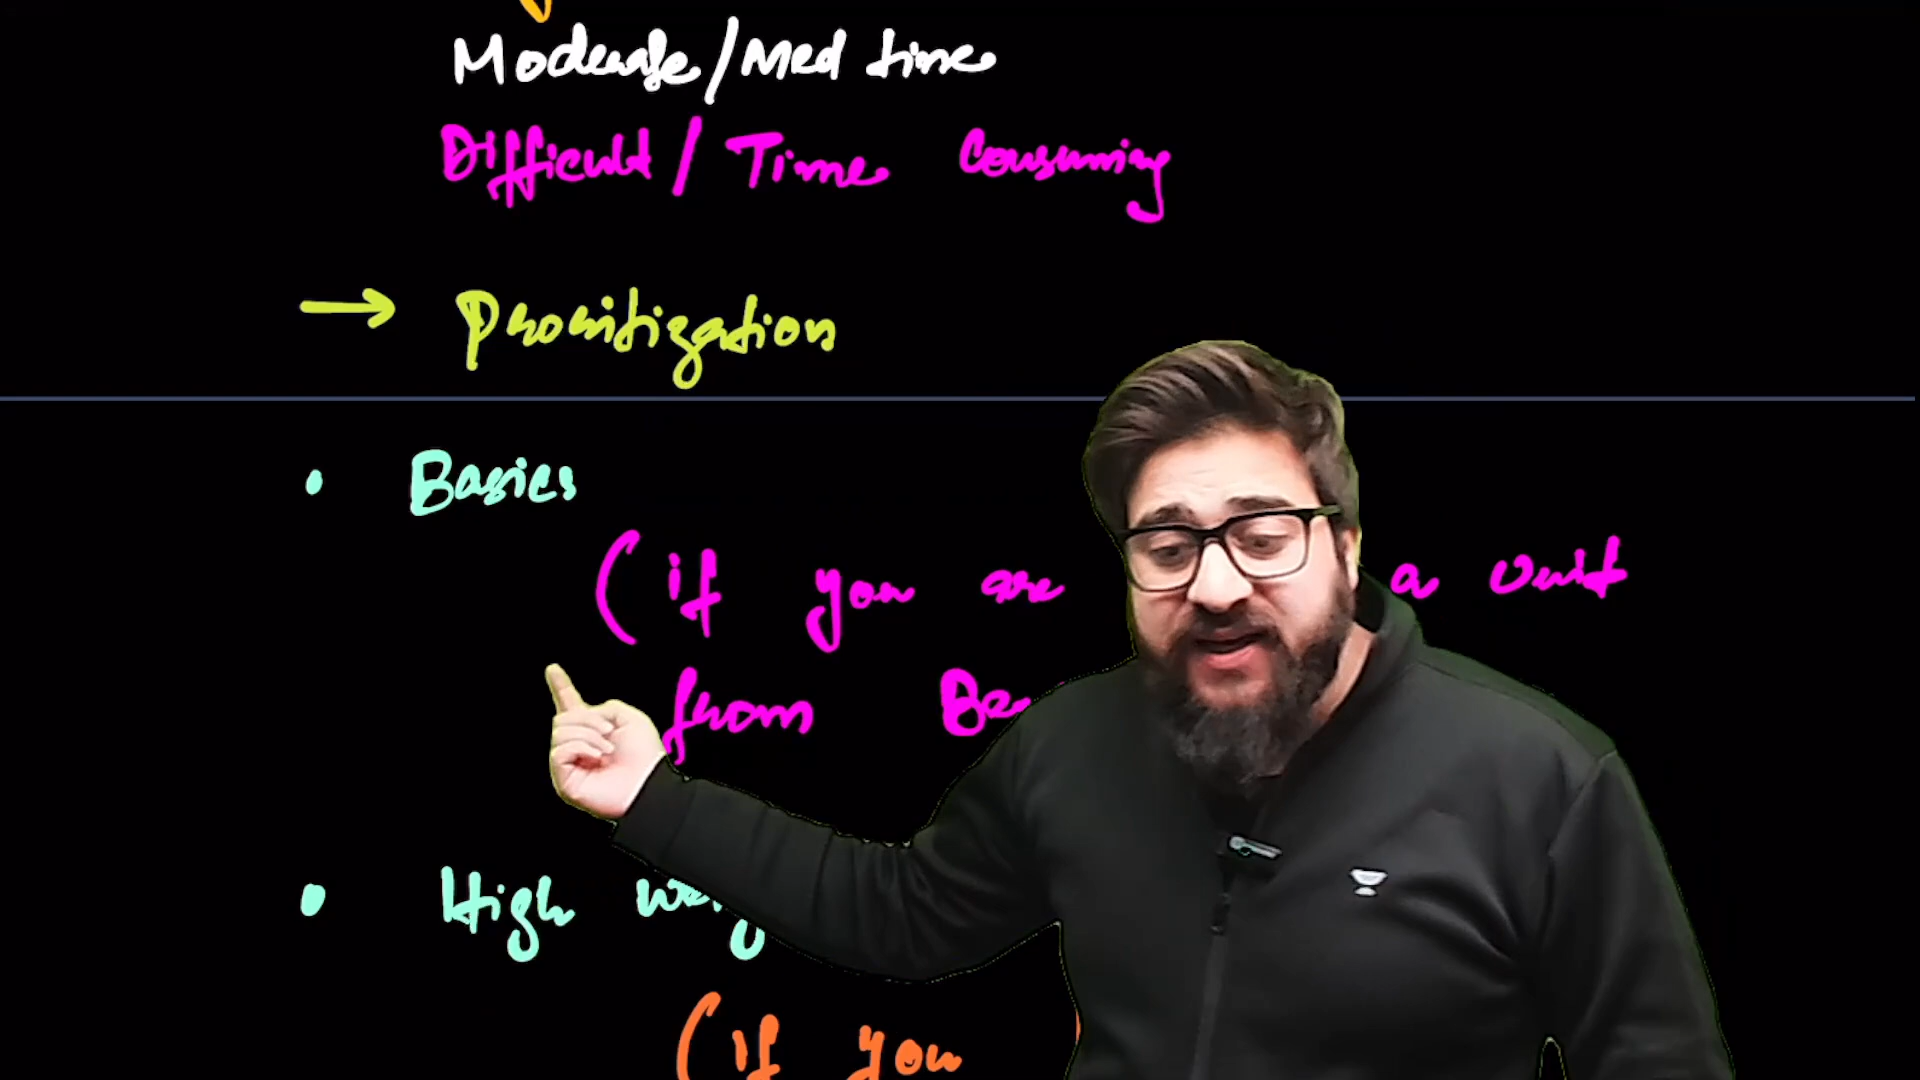 Moderate/Med time
Difficult/Time Consuming
→ Prioritization
• Basics
(if you are a unit
from
• High
(if you